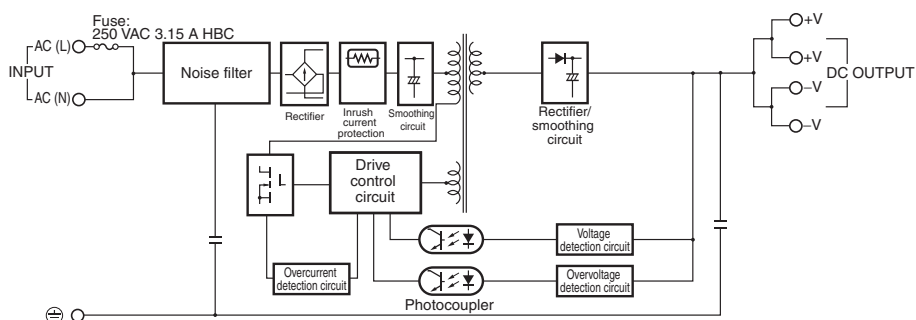 Fuse:
250 VAC 3.15 A HBC
AC (L)
INPUT
AC (N)
Noise filter
Rectifier
Inrush
current
protection
Smoothing
circuit
Rectifier/
smoothing
circuit
+V
+V
DC OUTPUT
−V
−V
Drive
control
circuit
Overcurrent
detection circuit
Voltage
detection circuit
Overvoltage
detection circuit
Photocoupler